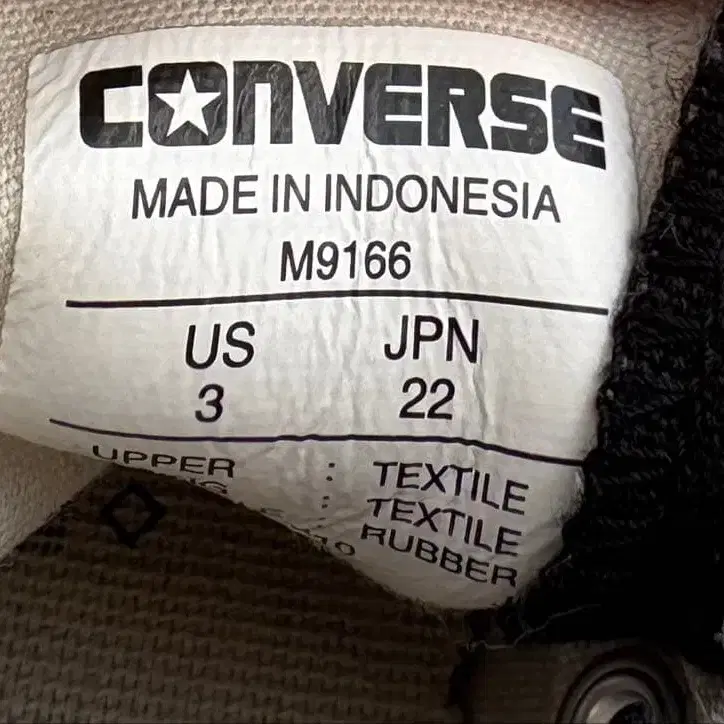 CONVERSE
MADE IN INDONESIA
M9166
US JPN
3 22
UPPER : TEXTILE
: TEXTILE
RUBBER